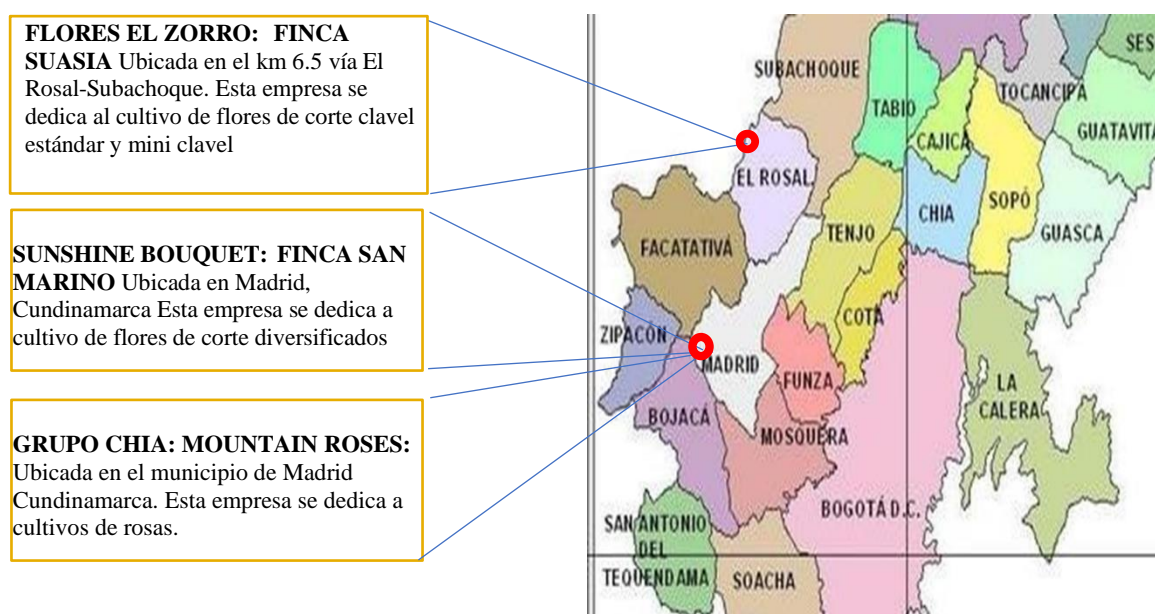 FLORES EL ZORRO: FINCA
SUASIA Ubicada en el km 6.5 vía El
Rosal-Subachoque. Esta empresa se
dedica al cultivo de flores de corte clavel
estándar y mini clavel
SUNSHINE BOUQUET: FINCA SAN
MARINO Ubicada en Madrid,
Cundinamarca Esta empresa se dedica a
cultivo de flores de corte diversificados
GRUPO CHIA: MOUNTAIN ROSES:
Ubicada en el municipio de Madrid
Cundinamarca. Esta empresa se dedica a
cultivos de rosas.
SUBACHOQUE
TABIO
CAJICÁ
TOCANCIPA
SES
GUATAVITA
EL ROSAL
CHIA
SOPÓ
GUASCA
TENJO
FACATATIVÁ
COTA
ZIPACÓN
MADRID
FUNZA
LA
CALERA
BOJACÁ
MOSQUERA
BOGOTÁ D.C.
SAN ANTONIO
DEL
TEQUENDAMA
SOACHA